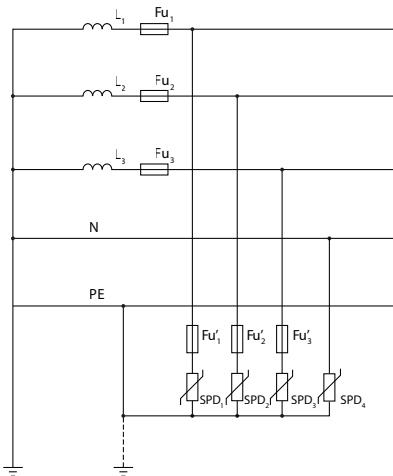 L₁ Fu₁
L₂ Fu₂
L₃ Fu₃
N
PE
Fu'₁ Fu'₂ Fu'₃
SPD₁ SPD₂ SPD₃ SPD₄